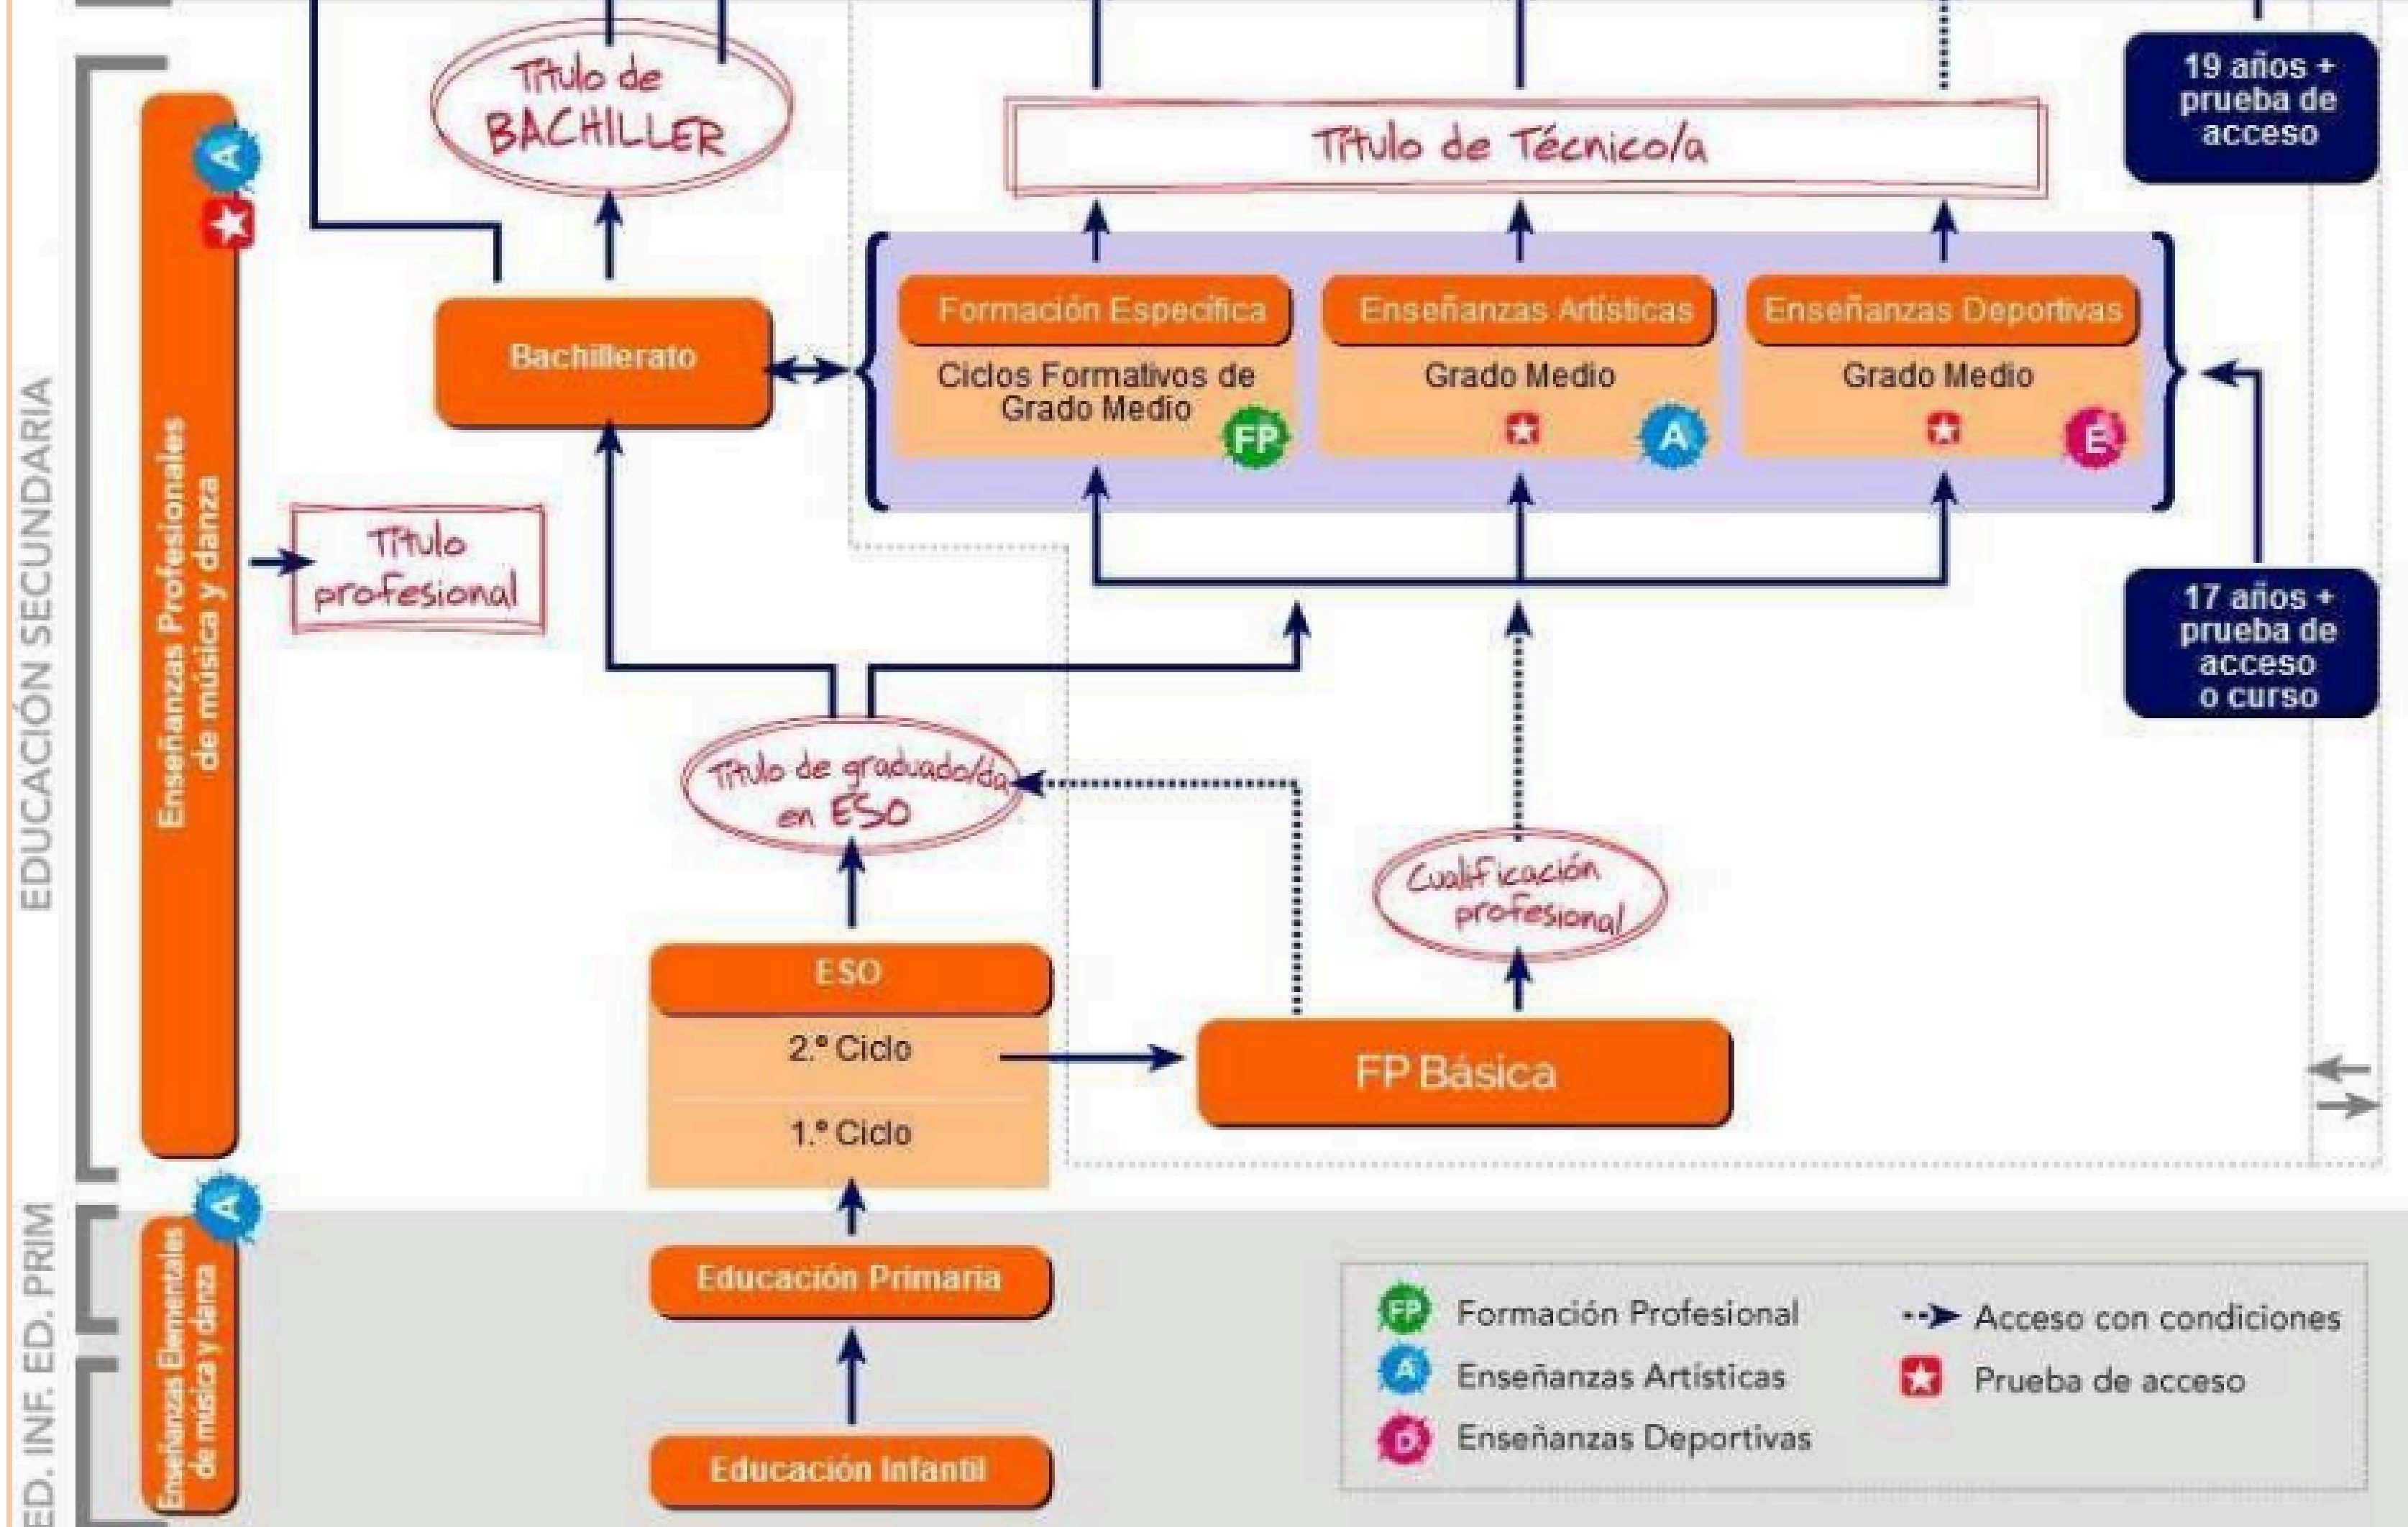 Título de
BACHILLER
Título de Técnico/a
19 años +
prueba de
acceso
A
Bachillerato
Formación Específica
Ciclos Formativos de
Grado Medio
FP
Enseñanzas Artísticas
Grado Medio
A
Enseñanzas Deportivas
Grado Medio
E
EDUCACIÓN SECUNDARIA
Enseñanzas Profesionales
de música y danza
Título
profesional
17 años +
prueba de
acceso
o curso
Título de graduado/da
en ESO
Cualificación
profesional
ESO
2.º Ciclo
1.º Ciclo
FP Básica
ED. PRIM
ED. INF.
A
Enseñanzas Elementales
de música y danza
Educación Primaria
Educación Infantil
FP Formación Profesional
A Enseñanzas Artísticas
D Enseñanzas Deportivas
Acceso con condiciones
Prueba de acceso